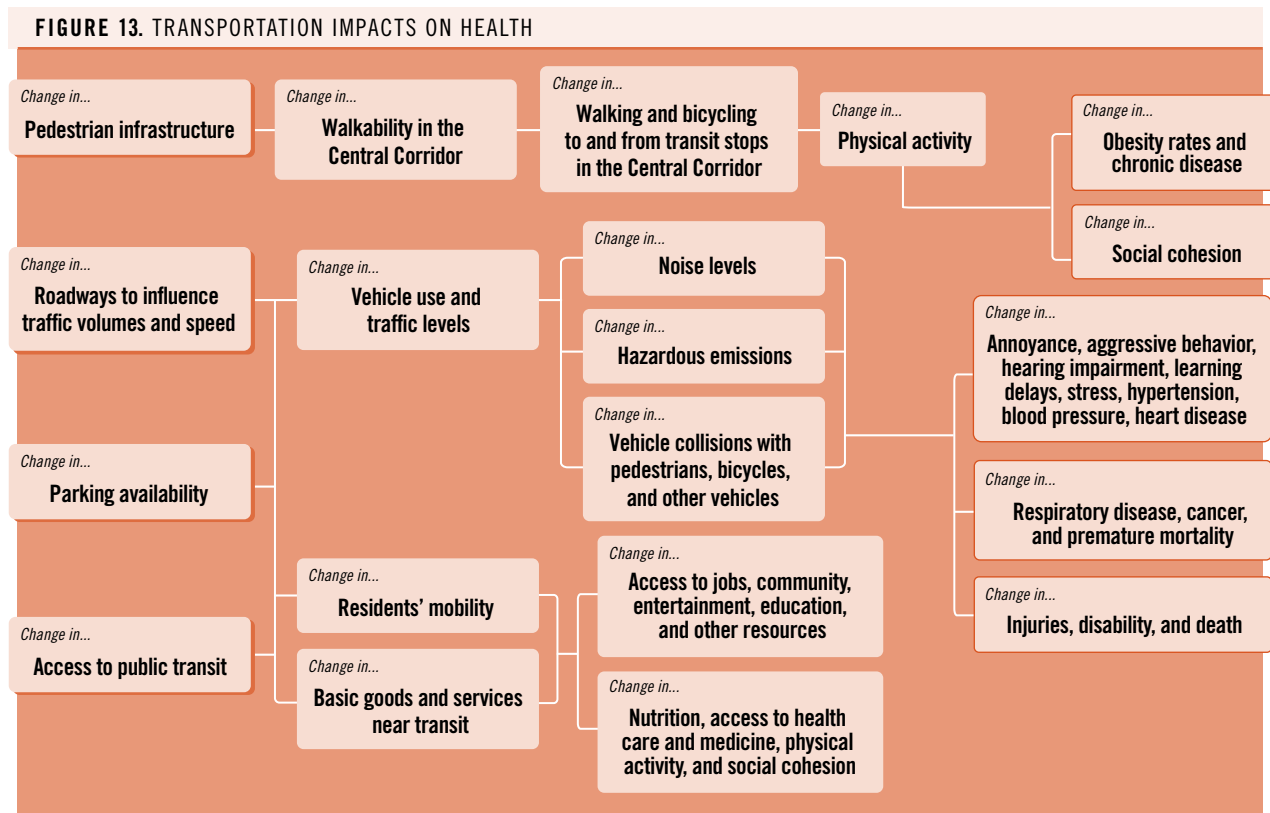 FIGURE 13. TRANSPORTATION IMPACTS ON HEALTH
Change in...
Pedestrian infrastructure
Change in...
Walkability in the
Central Corridor
Change in...
Walking and bicycling
to and from transit stops
in the Central Corridor
Change in...
Physical activity
Change in...
Obesity rates and
chronic disease
Change in...
Social cohesion
Change in...
Roadways to influence
traffic volumes and speed
Change in...
Parking availability
Change in...
Access to public transit
Change in...
Vehicle use and
traffic levels
Change in...
Residents’ mobility
Change in...
Basic goods and services
near transit
Change in...
Noise levels
Change in...
Hazardous emissions
Change in...
Vehicle collisions with
pedestrians, bicycles,
and other vehicles
Change in...
Access to jobs, community,
entertainment, education,
and other resources
Change in...
Nutrition, access to health
care and medicine, physical
activity, and social cohesion
Change in...
Annoyance, aggressive behavior,
hearing impairment, learning
delays, stress, hypertension,
blood pressure, heart disease
Change in...
Respiratory disease, cancer,
and premature mortality
Change in...
Injuries, disability, and death